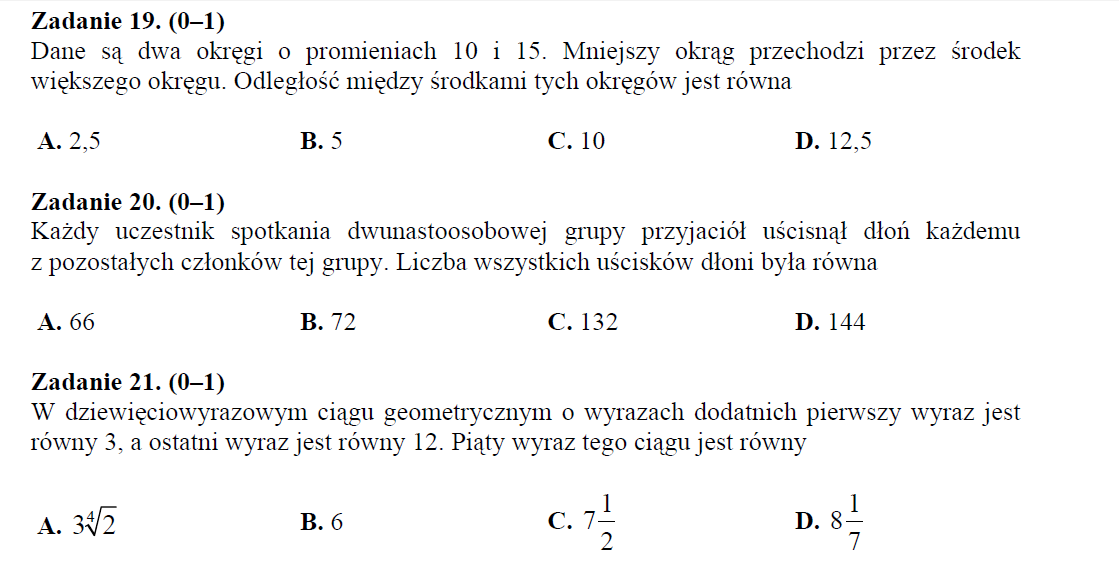 Zadanie 19. (0–1)
Dane są dwa okręgi o promieniach 10 i 15. Mniejszy okrąg przechodzi przez środek
większego okręgu. Odległość między środkami tych okręgów jest równa
A. 2,5 B. 5 C. 10 D. 12,5
Zadanie 20. (0–1)
Każdy uczestnik spotkania dwunastoosobowej grupy przyjaciół uścisnął dłoń każdemu
z pozostałych członków tej grupy. Liczba wszystkich uścisków dłoni była równa
A. 66 B. 72 C. 132 D. 144
Zadanie 21. (0–1)
W dziewięciowyrazowym ciągu geometrycznym o wyrazach dodatnich pierwszy wyraz jest
równy 3, a ostatni wyraz jest równy 12. Piąty wyraz tego ciągu jest równy
A. 3∜2 B. 6 C. 7 1/2 D. 8 1/7